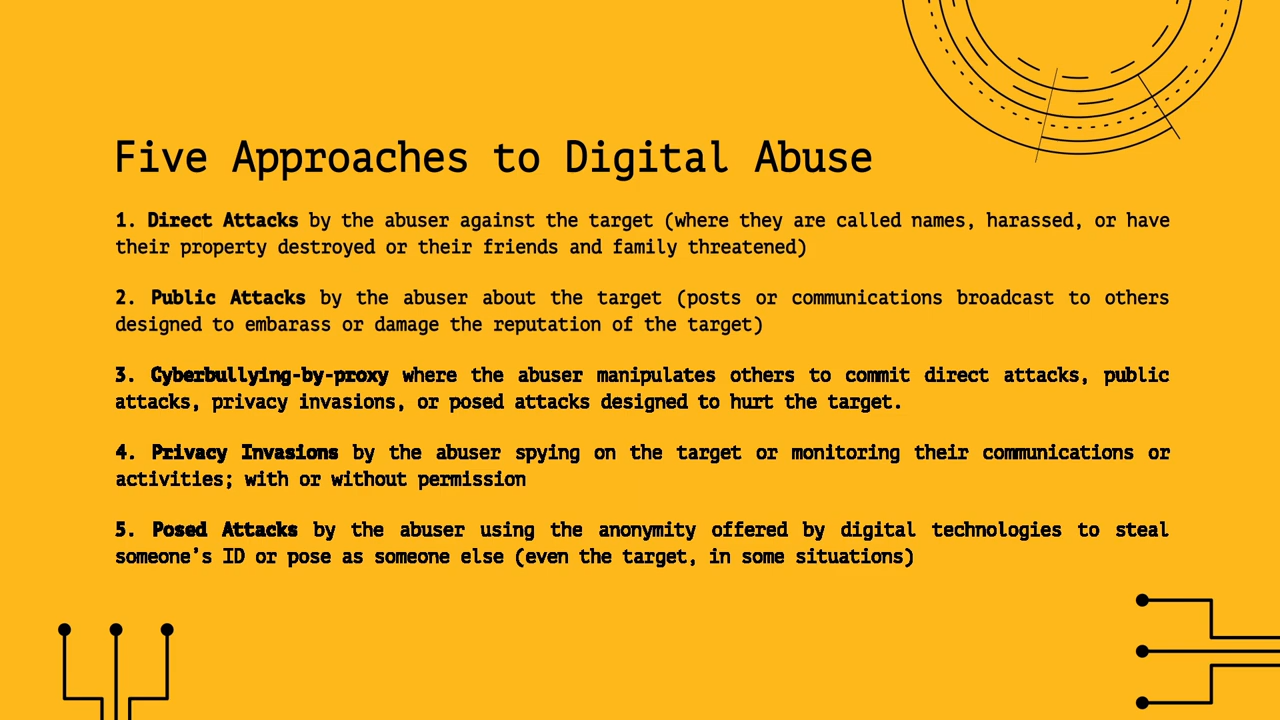 Five Approaches to Digital Abuse
1. Direct Attacks by the abuser against the target (where they are called names, harassed, or have
their property destroyed or their friends and family threatened)
2. Public Attacks by the abuser about the target (posts or communications broadcast to others
designed to embarass or damage the reputation of the target)
3. Cyberbullying-by-proxy where the abuser manipulates others to commit direct attacks, public
attacks, privacy invasions, or posed attacks designed to hurt the target.
4. Privacy Invasions by the abuser spying on the target or monitoring their communications or
activities; with or without permission
5. Posed Attacks by the abuser using the anonymity offered by digital technologies to steal
someone’s ID or pose as someone else (even the target, in some situations)